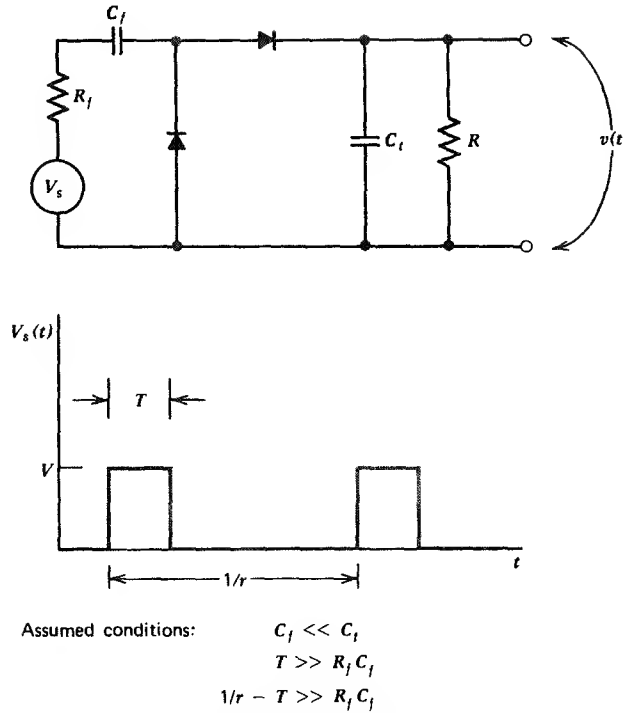 C_f
R_f
V_s
C_t
R
v(t
V_s(t)
T
V
t
1/r
Assumed conditions:
C_f << C_t
T >> R_f C_f
1/r − T >> R_f C_f